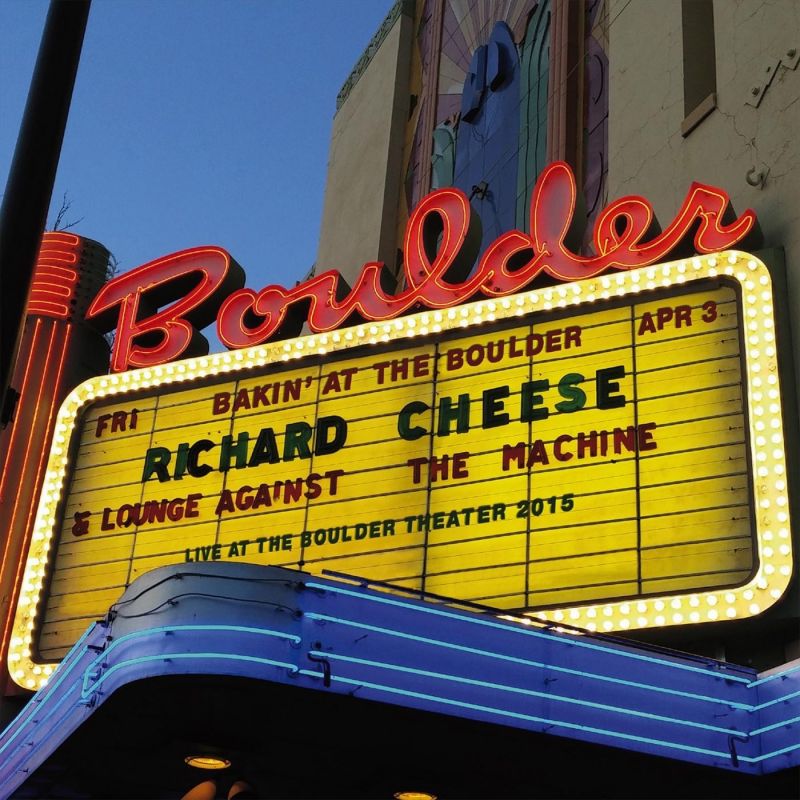 Boulder
FRI BAKIN' AT THE BOULDER APR 3
RICHARD CHEESE
& LOUNGE AGAINST THE MACHINE
LIVE AT THE BOULDER THEATER 2015